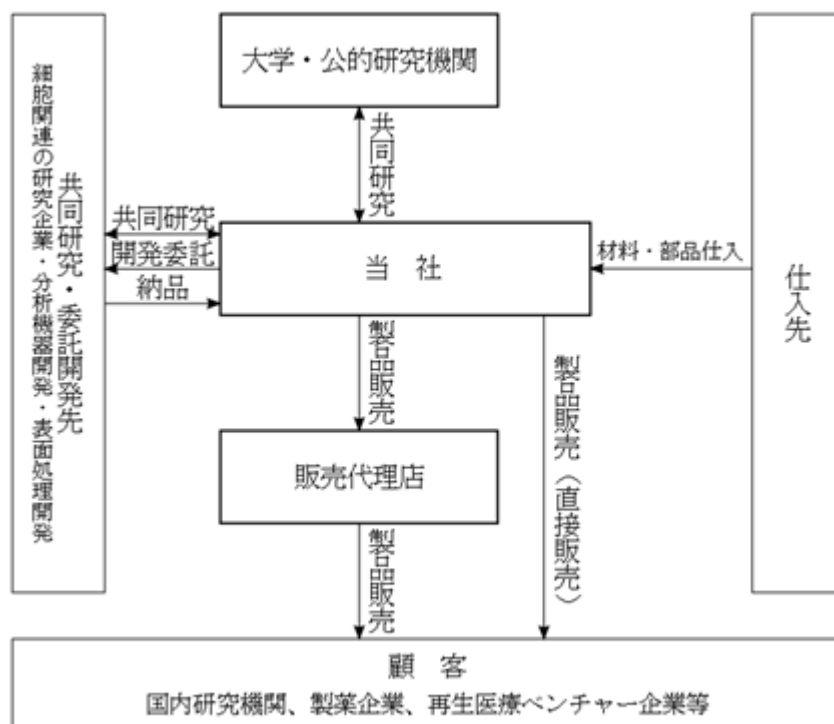 大学・公的研究機関
共同研究
共同研究・委託開発先
細胞関連の研究企業・分析機器開発・表面処理開発
共同研究
開発委託
納品
当 社
材料・部品仕入
仕入先
製品販売
製品販売（直接販売）
販売代理店
製品販売
顧 客
国内研究機関、製薬企業、再生医療ベンチャー企業等